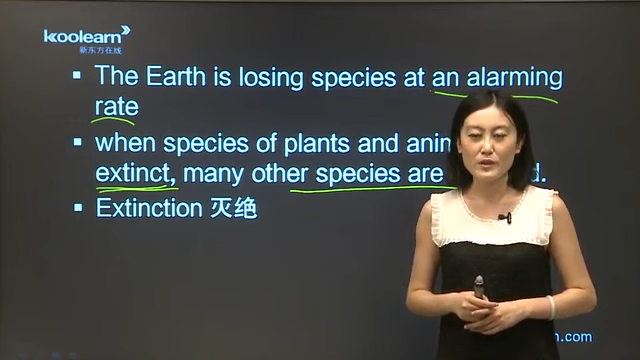 koolearn
新东方在线
The Earth is losing species at an alarming
rate
when species of plants and
extinct, many other species are
Extinction 灭绝
.com